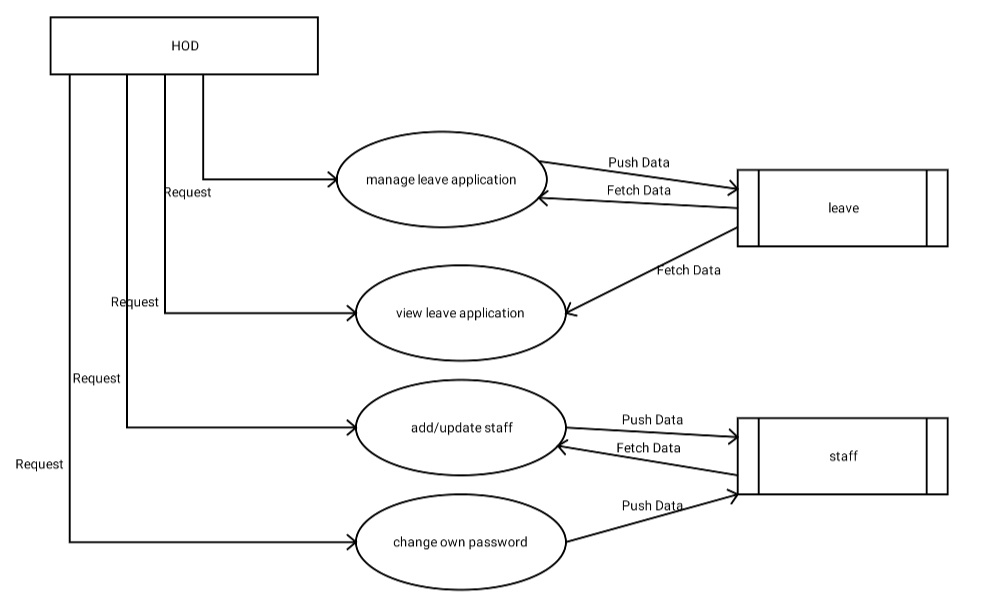 HOD
manage leave application
Push Data
Fetch Data
leave
Request
Fetch Data
Request
view leave application
Request
add/update staff
Push Data
Fetch Data
staff
Request
Push Data
change own password